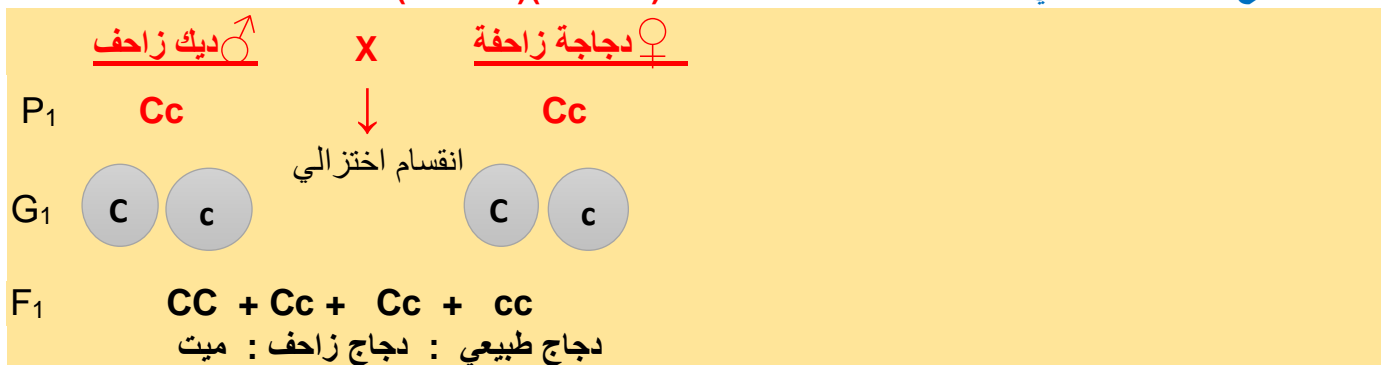 ♂ديك زاحف X ♀دجاجة زاحفة
P₁ Cc ↓ Cc
انقسام اختزالي
G₁ C c C c
F₁ CC + Cc + Cc + cc
دجاج طبيعي : دجاج زاحف : ميت